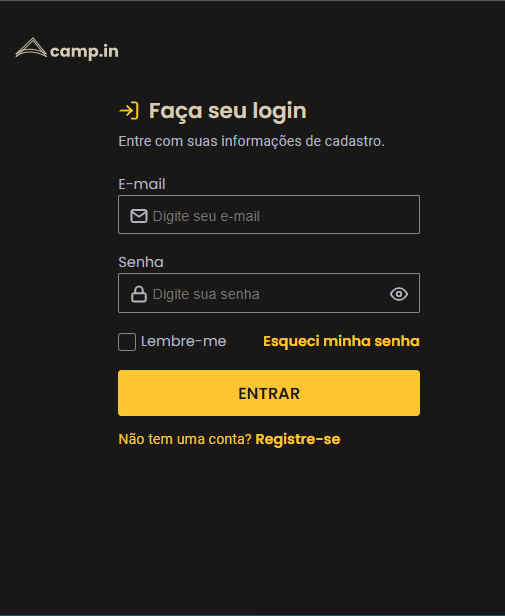 camp.in
Faça seu login
Entre com suas informações de cadastro.
E-mail
Digite seu e-mail
Senha
Digite sua senha
Lembre-me Esqueci minha senha
ENTRAR
Não tem uma conta? Registre-se